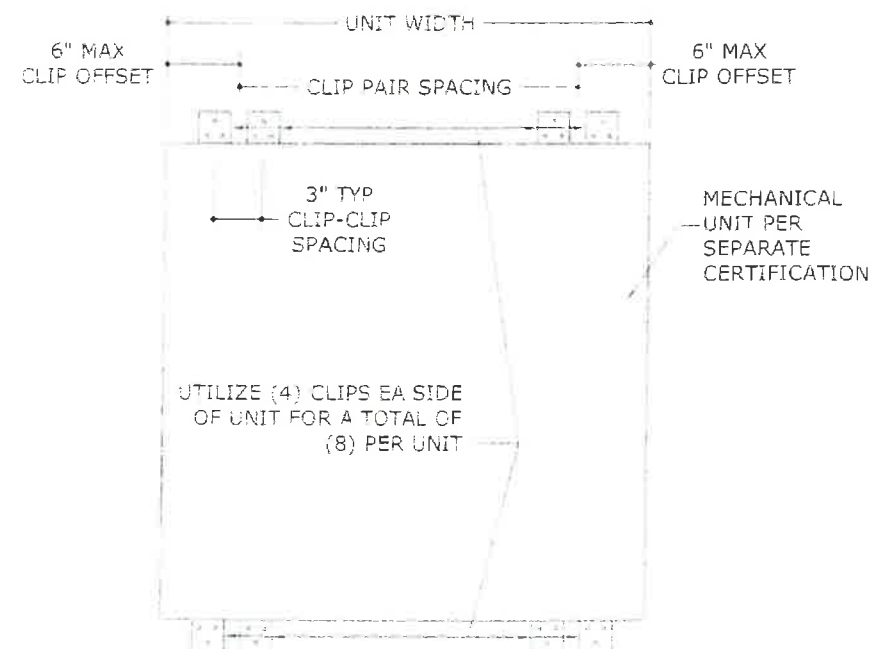 UNIT WIDTH
6" MAX
CLIP OFFSET
6" MAX
CLIP OFFSET
CLIP PAIR SPACING
3" TYP
CLIP-CLIP
SPACING
MECHANICAL
UNIT PER
SEPARATE
CERTIFICATION
UTILIZE (4) CLIPS EA SIDE
OF UNIT FOR A TOTAL OF
(8) PER UNIT